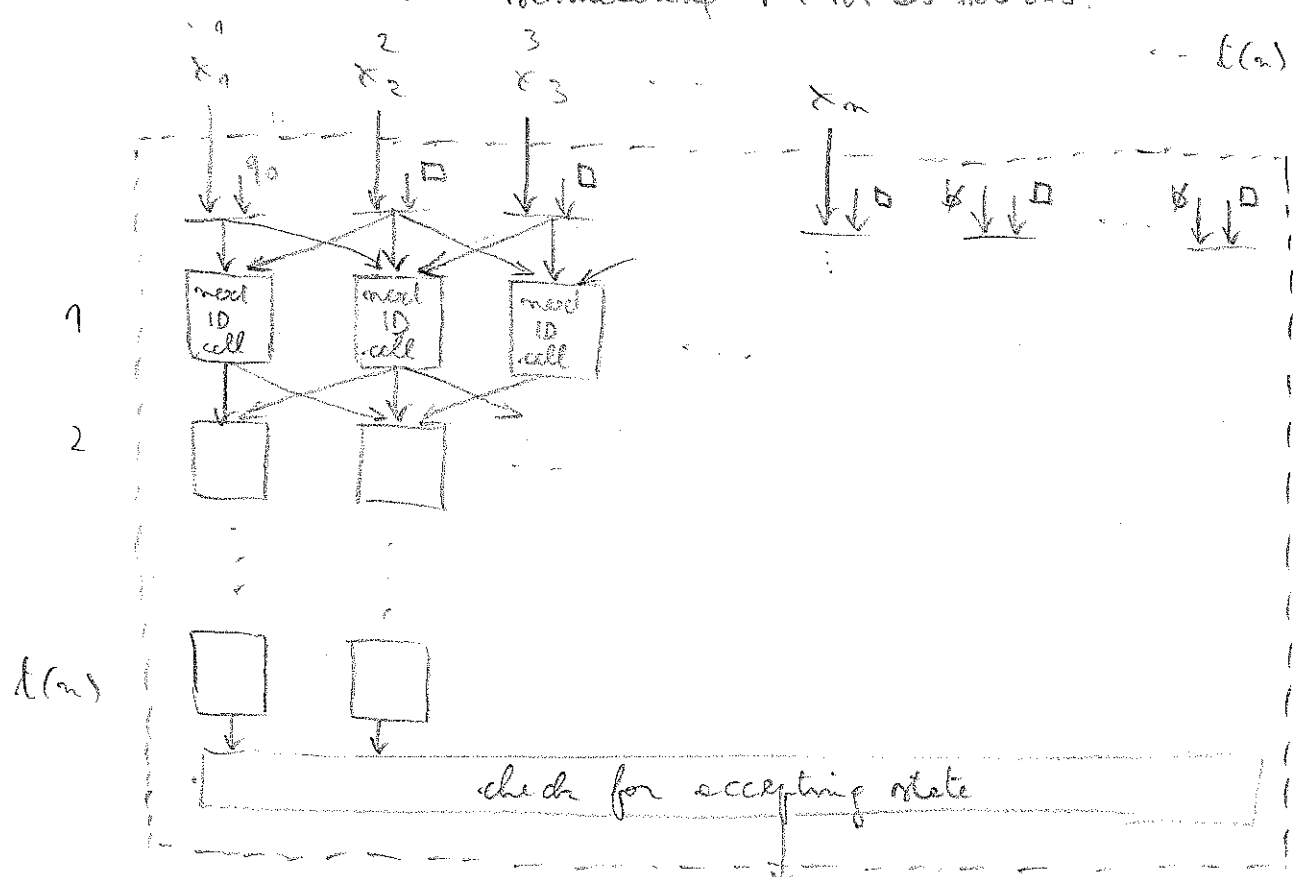 1 2 3 ... t(n)
x1 x2 x3 ... xn
q0 □ □ □ ƀ □ ... ƀ □
1 next ID cell next ID cell next ID cell ...
2 ...
t(n)
check for accepting state